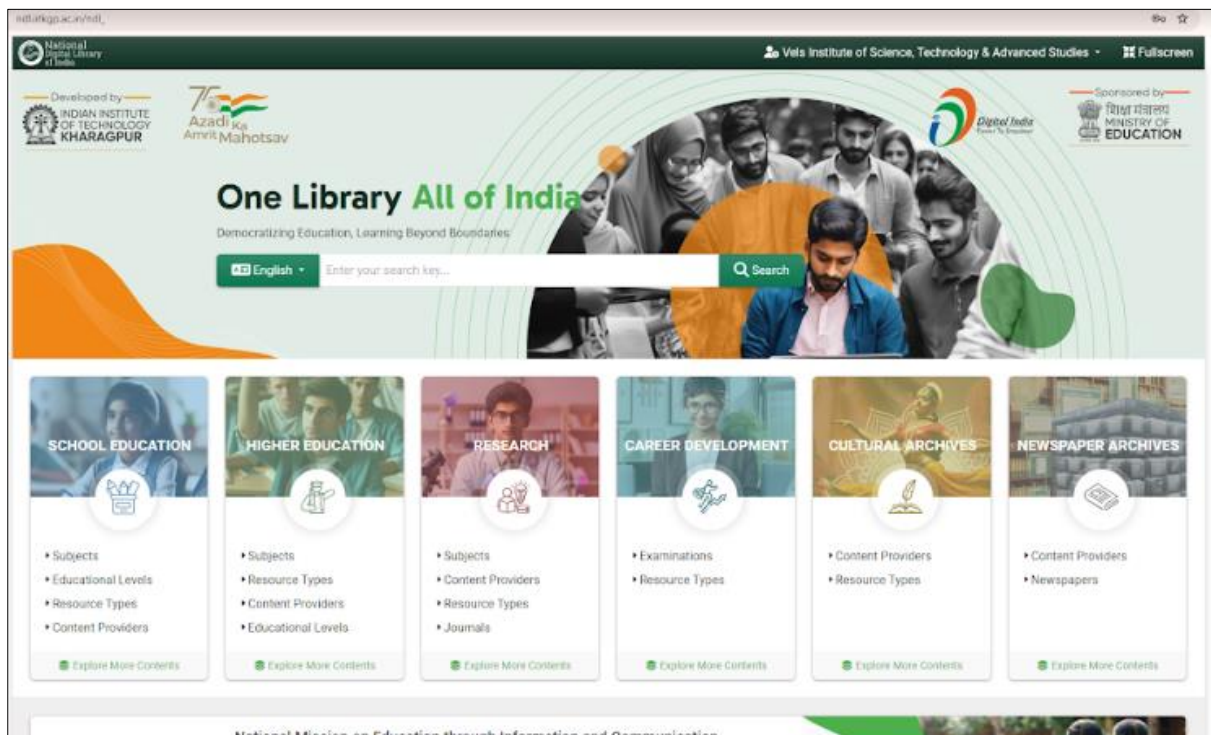 National
Digital Library
of India
Vels Institute of Science, Technology & Advanced Studies
Fullscreen
Developed by
INDIAN INSTITUTE
OF TECHNOLOGY
KHARAGPUR
75
Azadi Ka
Amrit Mahotsav
Digital India
Power To Empower
Sponsored by
शिक्षा मंत्रालय
MINISTRY OF
EDUCATION
One Library All of India
Democratizing Education, Learning Beyond Boundaries
English
Enter your search key...
Search
SCHOOL EDUCATION
Subjects
Educational Levels
Resource Types
Content Providers
Explore More Contents
HIGHER EDUCATION
Subjects
Resource Types
Content Providers
Educational Levels
Explore More Contents
RESEARCH
Subjects
Content Providers
Resource Types
Journals
Explore More Contents
CAREER DEVELOPMENT
Examinations
Resource Types
Explore More Contents
CULTURAL ARCHIVES
Content Providers
Resource Types
Explore More Contents
NEWSPAPER ARCHIVES
Content Providers
Newspapers
Explore More Contents
National Mission on Education through Information and Communication